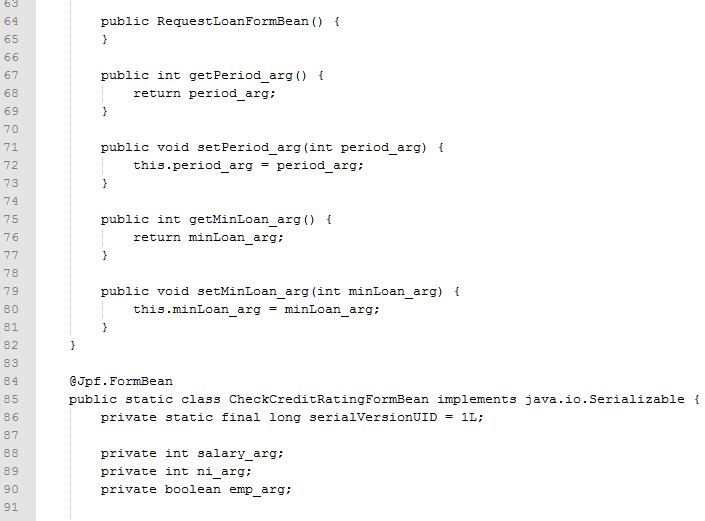 63
64 public RequestLoanFormBean() {
65 }
66
67 public int getPeriod_arg() {
68 return period_arg;
69 }
70
71 public void setPeriod_arg(int period_arg) {
72 this.period_arg = period_arg;
73 }
74
75 public int getMinLoan_arg() {
76 return minLoan_arg;
77 }
78
79 public void setMinLoan_arg(int minLoan_arg) {
80 this.minLoan_arg = minLoan_arg;
81 }
82 }
83
84 @Jpf.FormBean
85 public static class CheckCreditRatingFormBean implements java.io.Serializable {
86 private static final long serialVersionUID = 1L;
87
88 private int salary_arg;
89 private int ni_arg;
90 private boolean emp_arg;
91